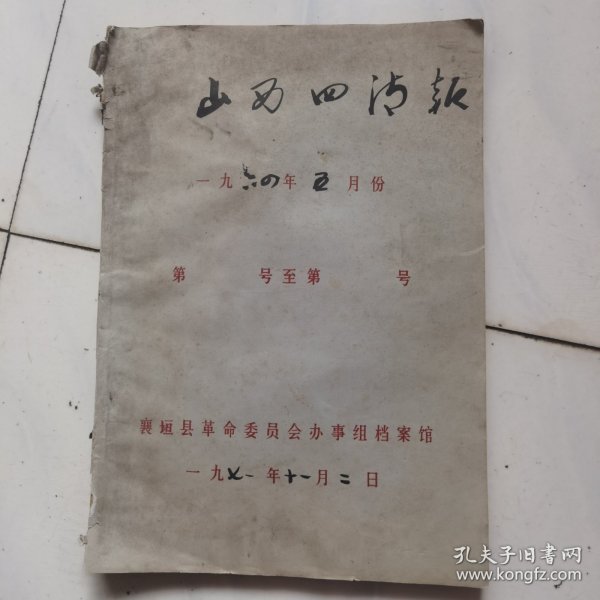 山西四清报
一九六四年五月份
第 号至第 号
襄垣县革命委员会办事组档案馆
一九七一年十一月二日
孔夫子旧书网
www.kongfz.com